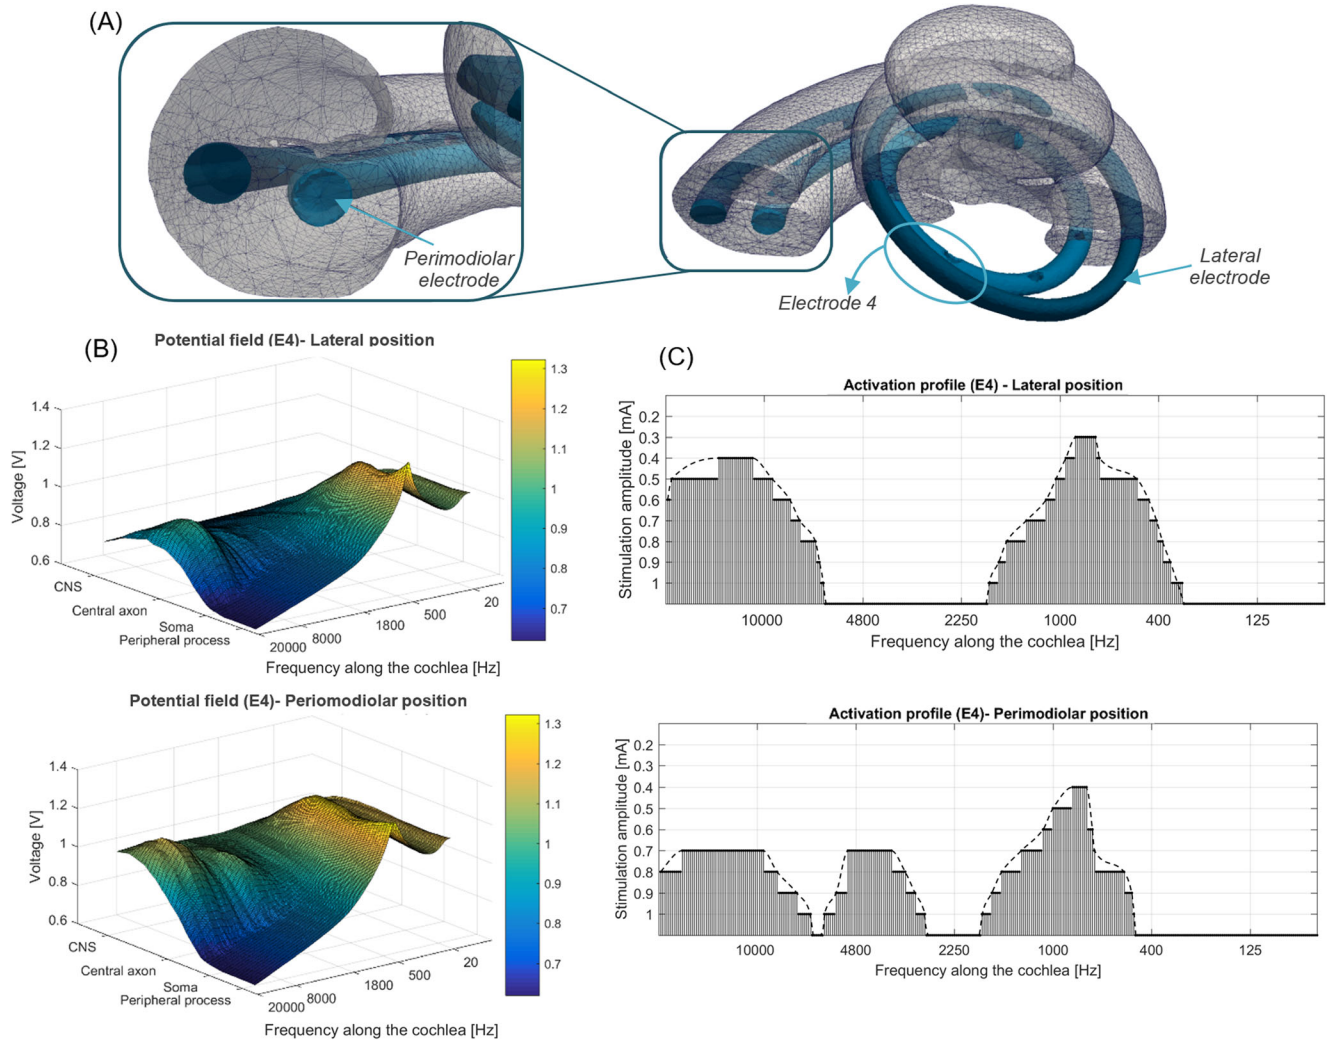 (A)
Perimodiolar
electrode
Electrode 4
Lateral
electrode
(B)
Potential field (E4)- Lateral position
1.4
1.2
1
0.8
0.6
Voltage [V]
CNS
Central axon
Soma
Peripheral process
20000
8000
1800
500
20
Frequency along the cochlea [Hz]
1.3
1.2
1.1
1
0.9
0.8
0.7
Potential field (E4)- Periomodiolar position
1.4
1.2
1
0.8
0.6
Voltage [V]
CNS
Central axon
Soma
Peripheral process
20000
8000
1800
500
20
Frequency along the cochlea [Hz]
1.3
1.2
1.1
1
0.9
0.8
0.7
(C)
Activation profile (E4) - Lateral position
Stimulation amplitude [mA]
0.2
0.3
0.4
0.5
0.6
0.7
0.8
0.9
1
10000 4800 2250 1000 400 125
Frequency along the cochlea [Hz]
Activation profile (E4)- Perimodiolar position
Stimulation amplitude [mA]
0.2
0.3
0.4
0.5
0.6
0.7
0.8
0.9
1
10000 4800 2250 1000 400 125
Frequency along the cochlea [Hz]